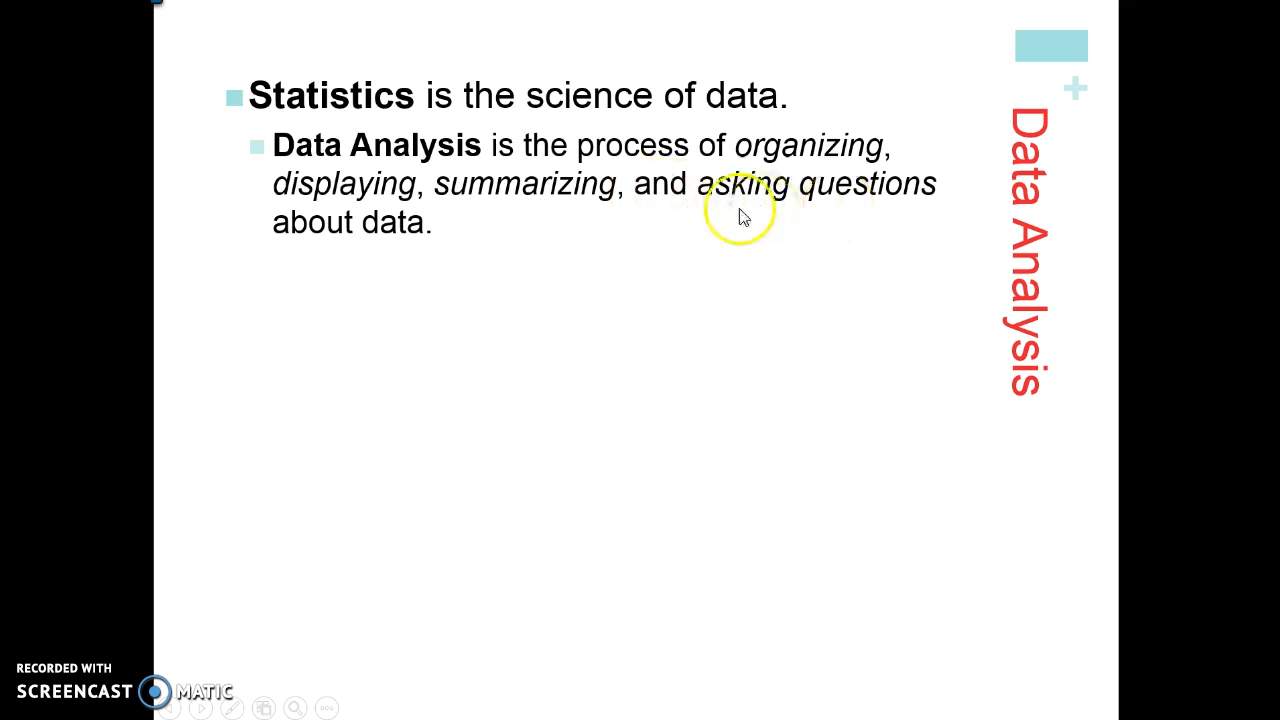 Statistics is the science of data.
Data Analysis is the process of organizing,
displaying, summarizing, and asking questions
about data.
+
Data Analysis
RECORDED WITH
SCREENCAST MATIC